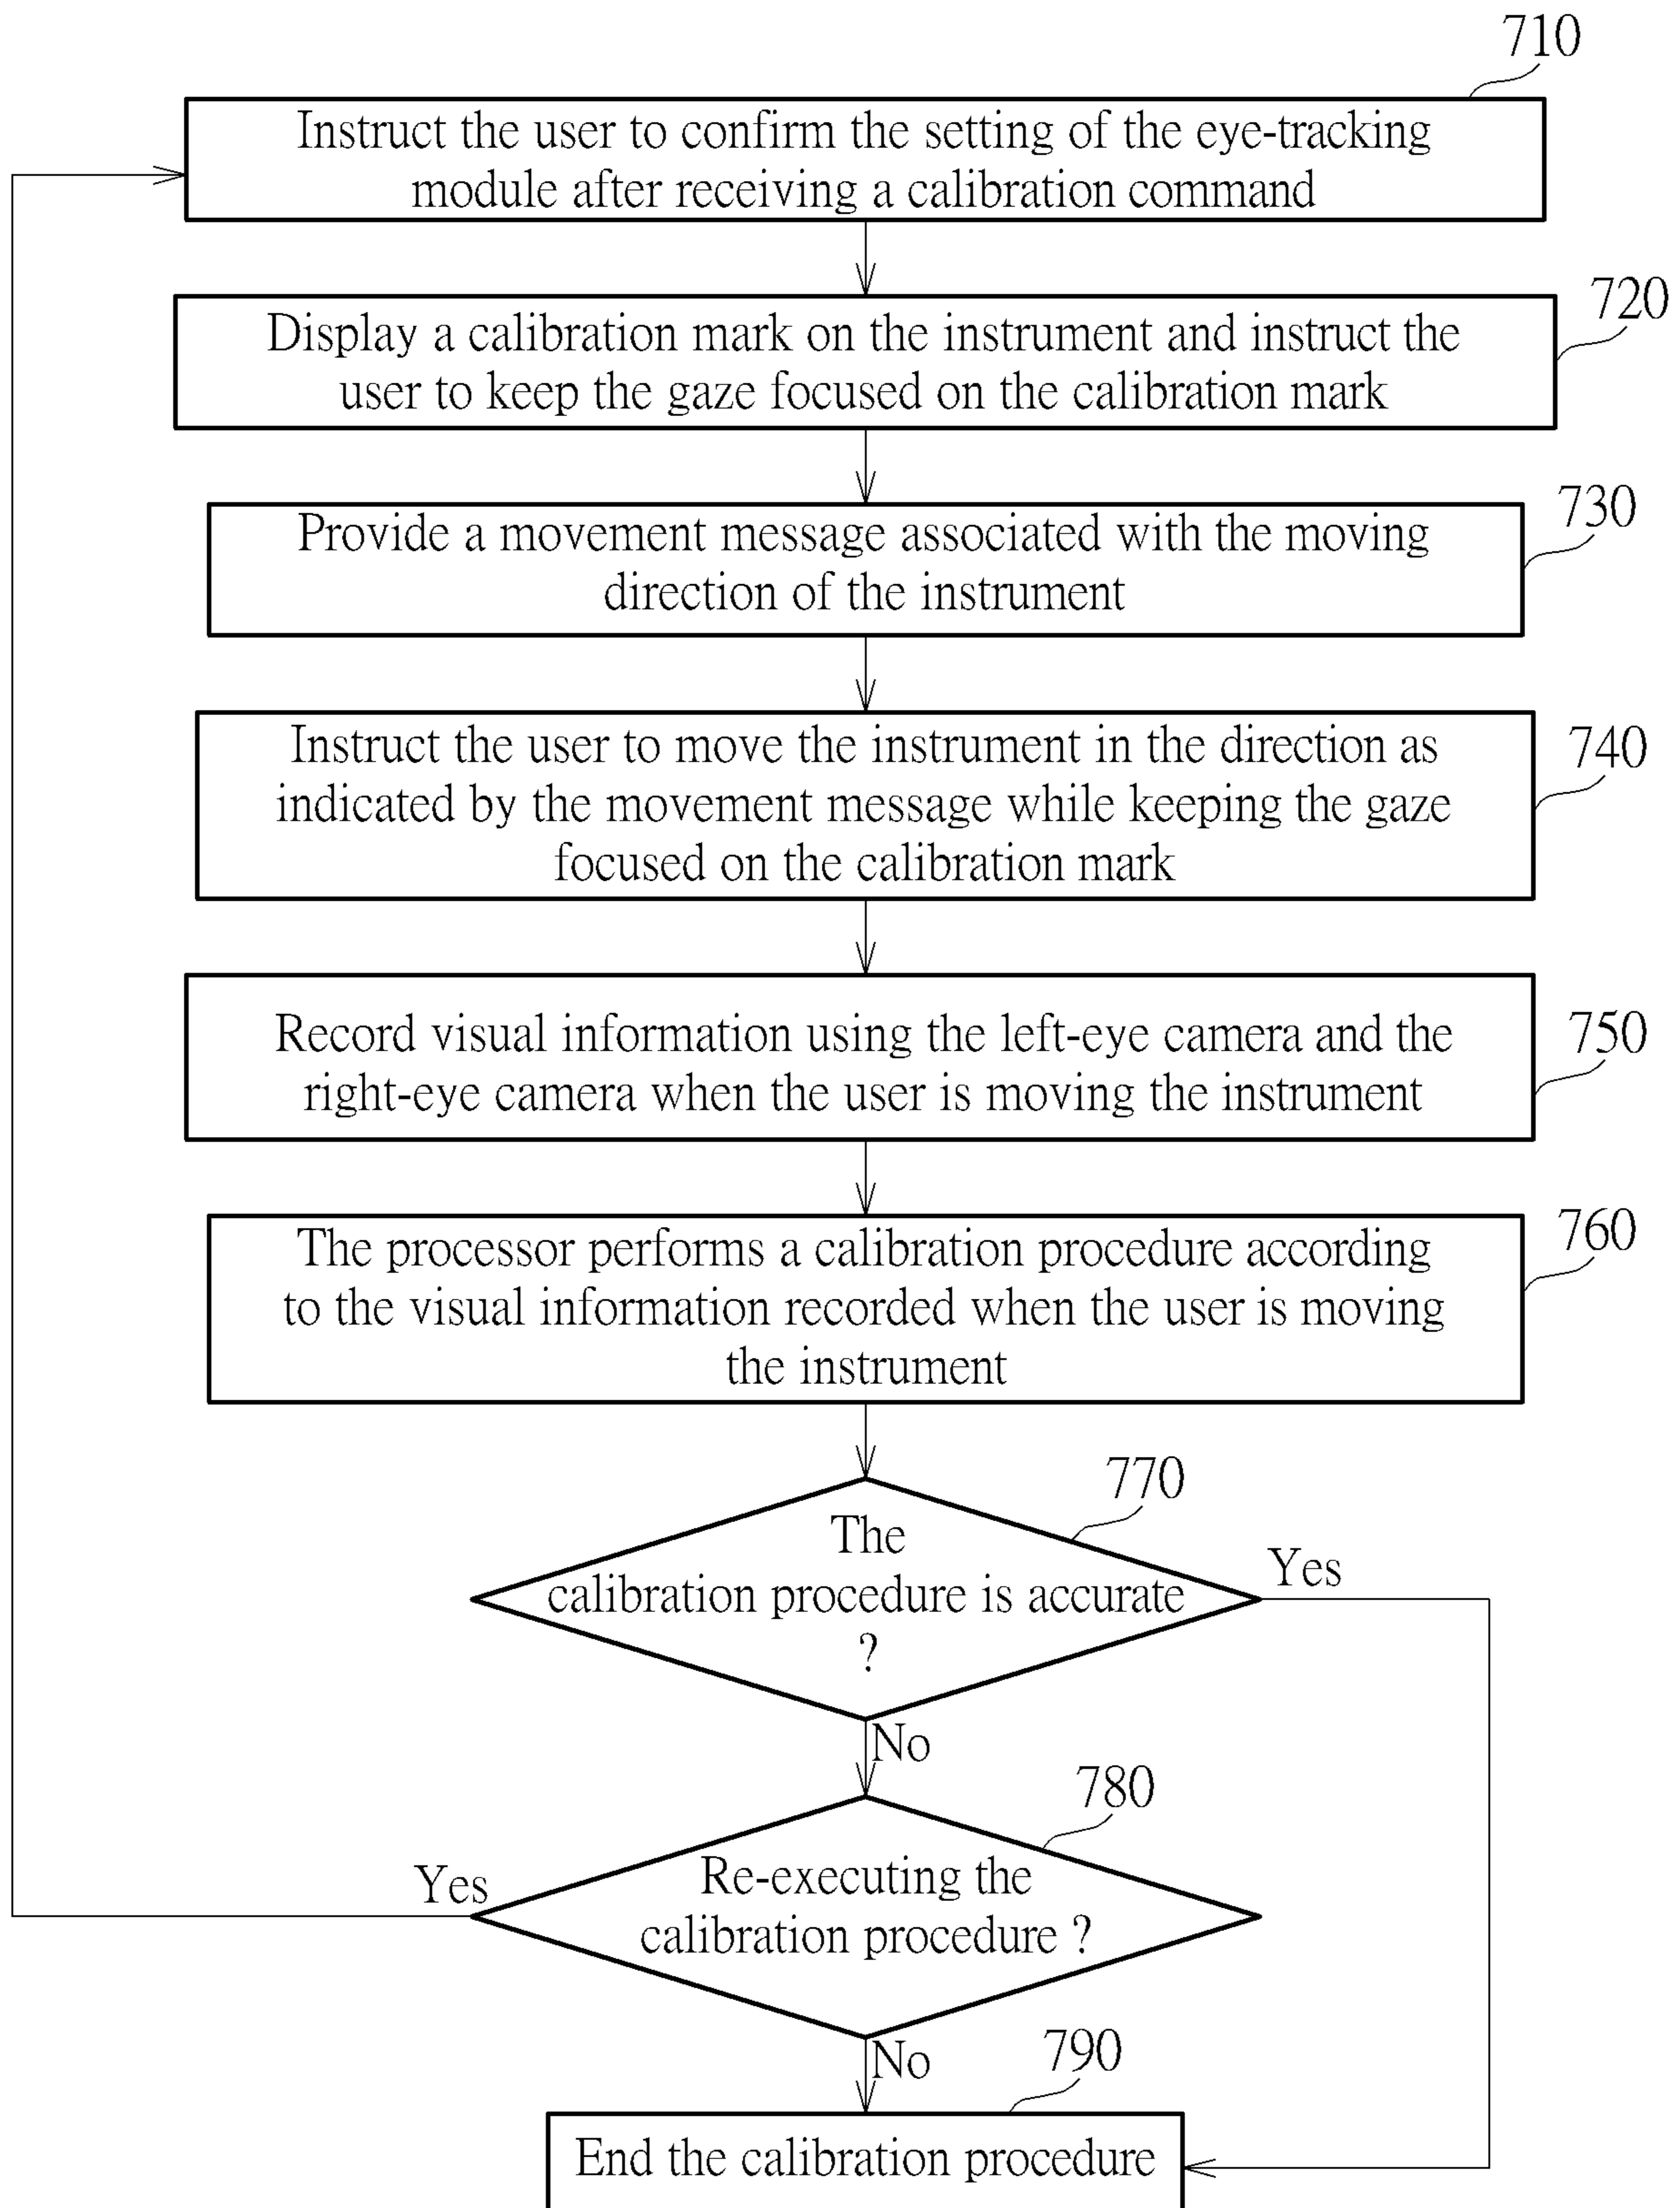 710
Instruct the user to confirm the setting of the eye-tracking
module after receiving a calibration command
720
Display a calibration mark on the instrument and instruct the
user to keep the gaze focused on the calibration mark
730
Provide a movement message associated with the moving
direction of the instrument
740
Instruct the user to move the instrument in the direction as
indicated by the movement message while keeping the gaze
focused on the calibration mark
750
Record visual information using the left-eye camera and the
right-eye camera when the user is moving the instrument
760
The processor performs a calibration procedure according
to the visual information recorded when the user is moving
the instrument
770
The
calibration procedure is accurate
?
Yes
No
780
Re-executing the
calibration procedure ?
Yes
No
790
End the calibration procedure